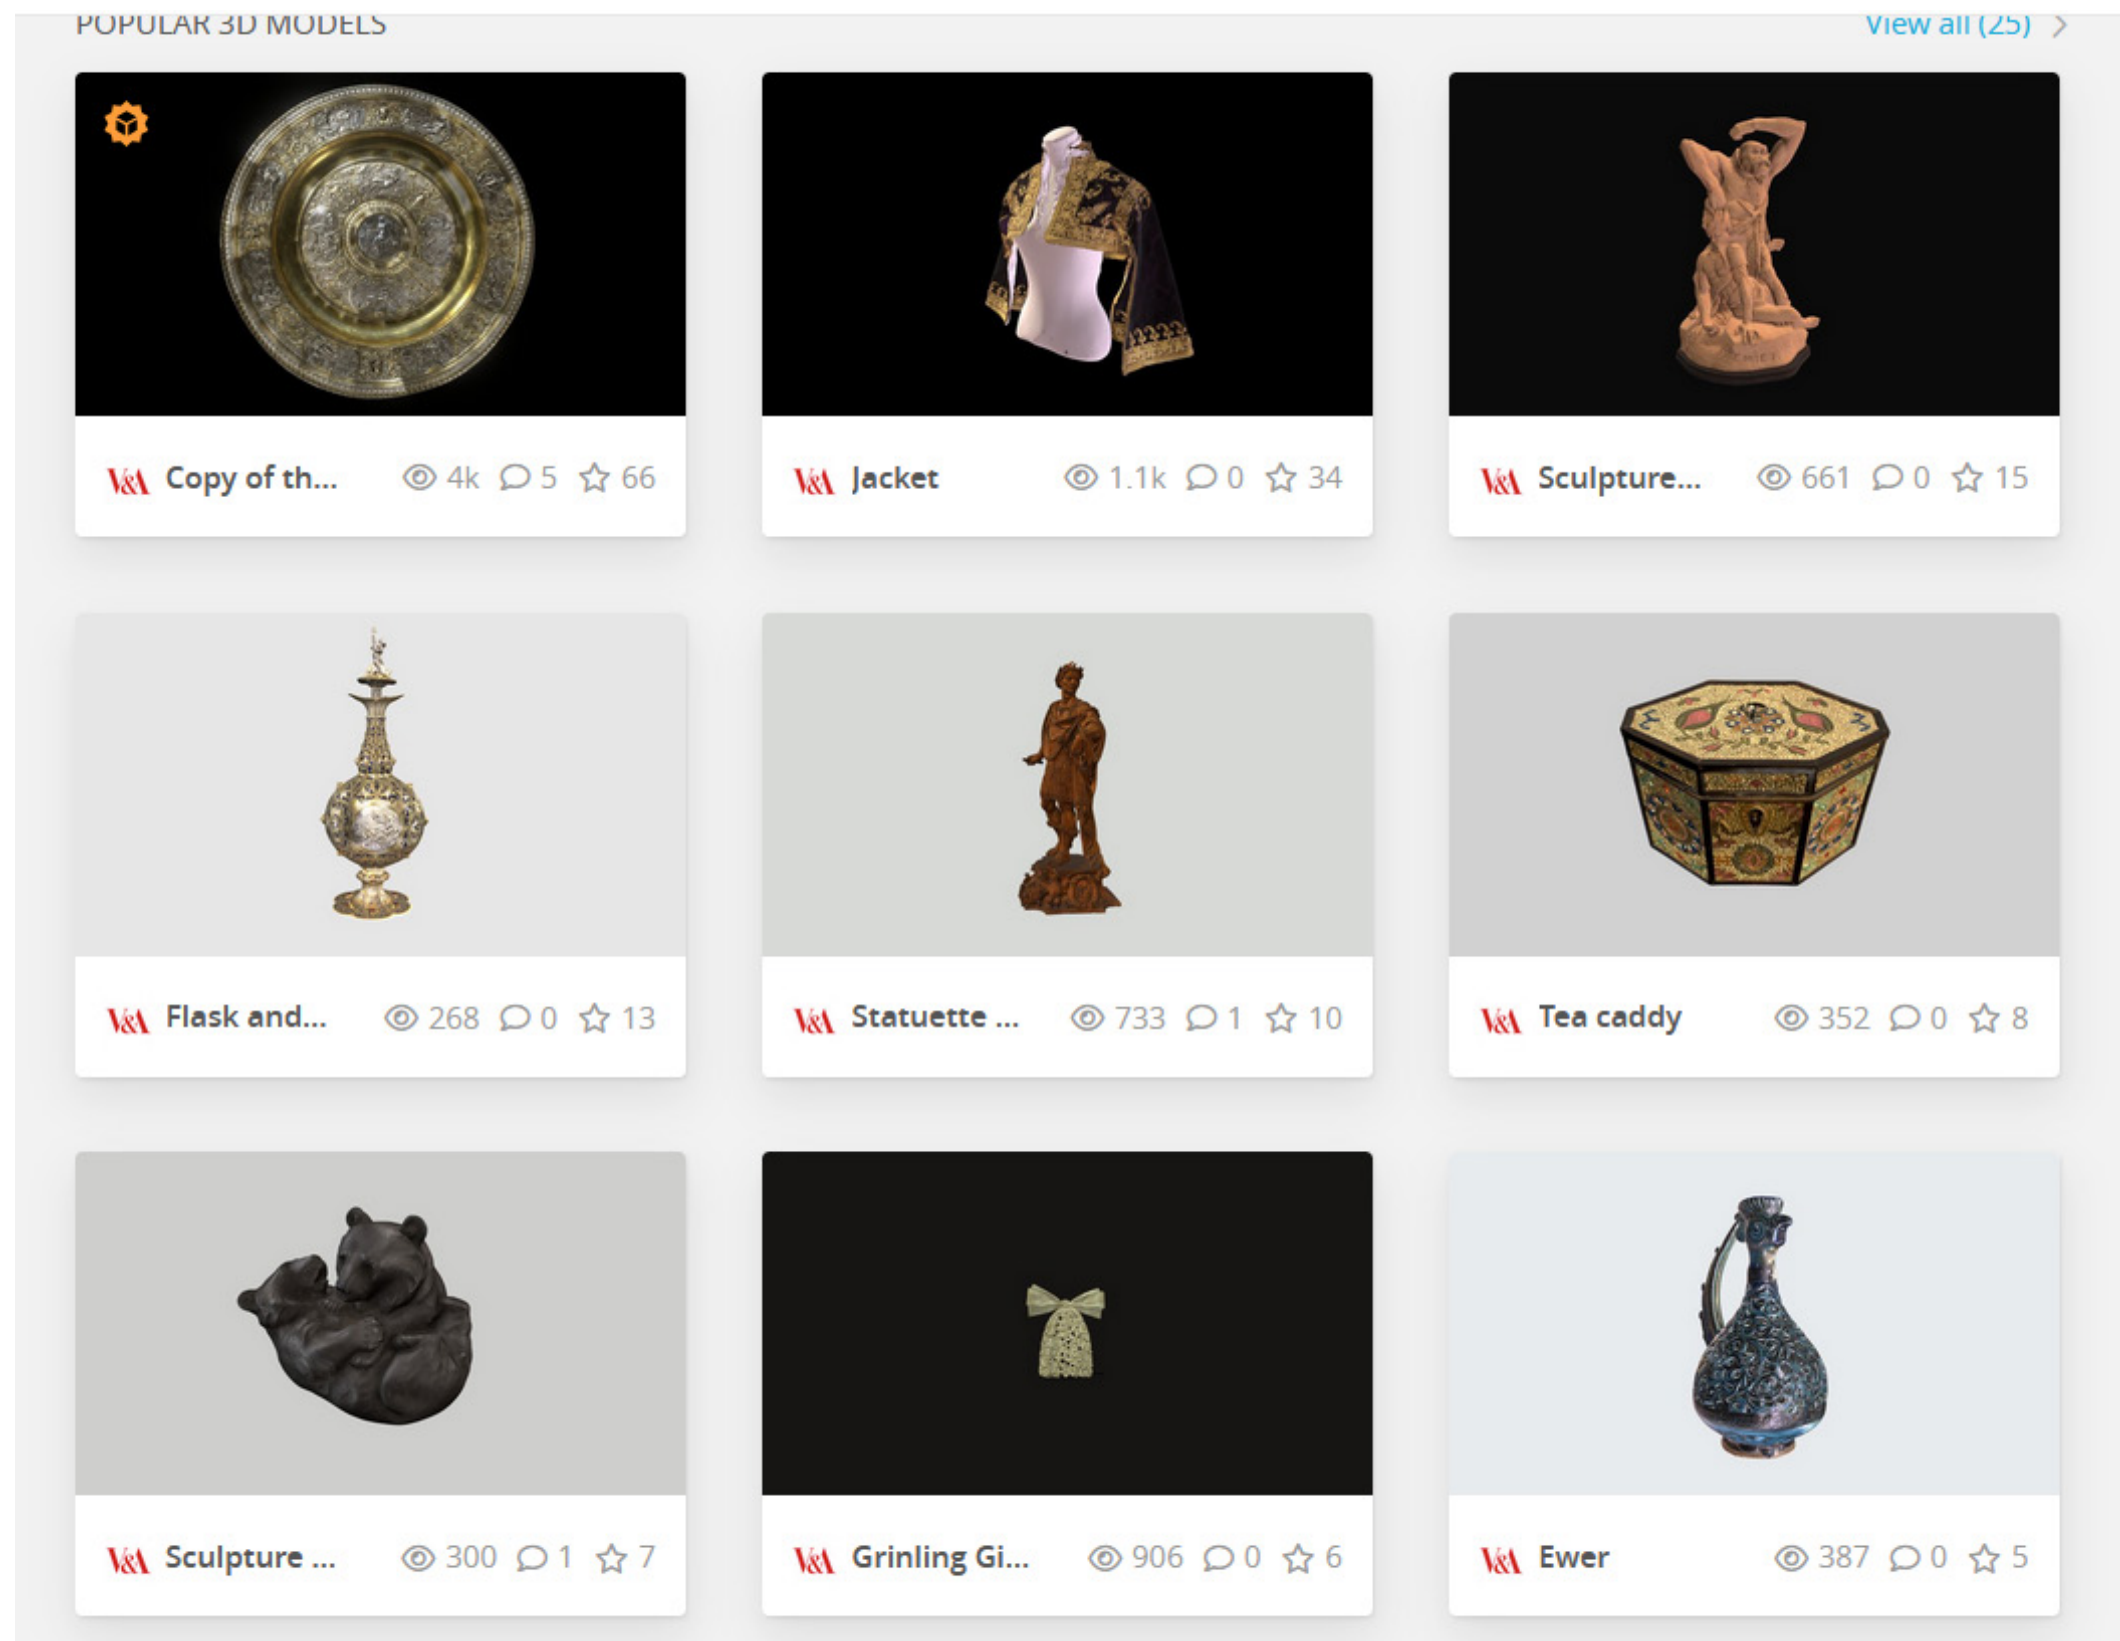 POPULAR 3D MODELS
View all (25)
V&A Copy of th... 4k 5 66
V&A Jacket 1.1k 0 34
V&A Sculpture... 661 0 15
V&A Flask and... 268 0 13
V&A Statuette ... 733 1 10
V&A Tea caddy 352 0 8
V&A Sculpture ... 300 1 7
V&A Grinling Gi... 906 0 6
V&A Ewer 387 0 5